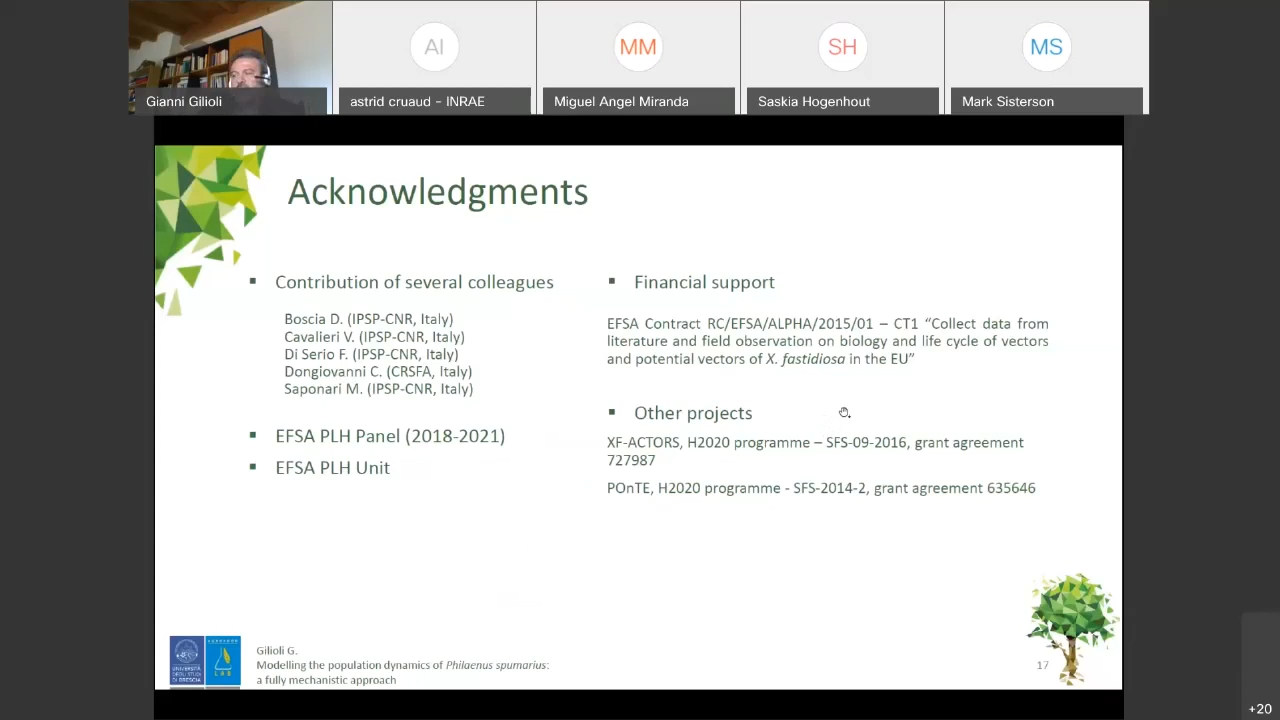 AI
MM
SH
MS
Gianni Gilioli
astrid cruaud - INRAE
Miguel Angel Miranda
Saskia Hogenhout
Mark Sisterson
Acknowledgments
▪ Contribution of several colleagues
Boscia D. (IPSP-CNR, Italy)
Cavalieri V. (IPSP-CNR, Italy)
Di Serio F. (IPSP-CNR, Italy)
Dongiovanni C. (CRSFA, Italy)
Saponari M. (IPSP-CNR, Italy)
▪ EFSA PLH Panel (2018-2021)
▪ EFSA PLH Unit
▪ Financial support
EFSA Contract RC/EFSA/ALPHA/2015/01 – CT1 “Collect data from
literature and field observation on biology and life cycle of vectors
and potential vectors of X. fastidiosa in the EU”
▪ Other projects
XF-ACTORS, H2020 programme – SFS-09-2016, grant agreement
727987
POnTE, H2020 programme - SFS-2014-2, grant agreement 635646
UNIVERSITÀ
DEGLI STUDI
DI BRESCIA
LAB
Gilioli G.
Modelling the population dynamics of Philaenus spumarius:
a fully mechanistic approach
17
+20